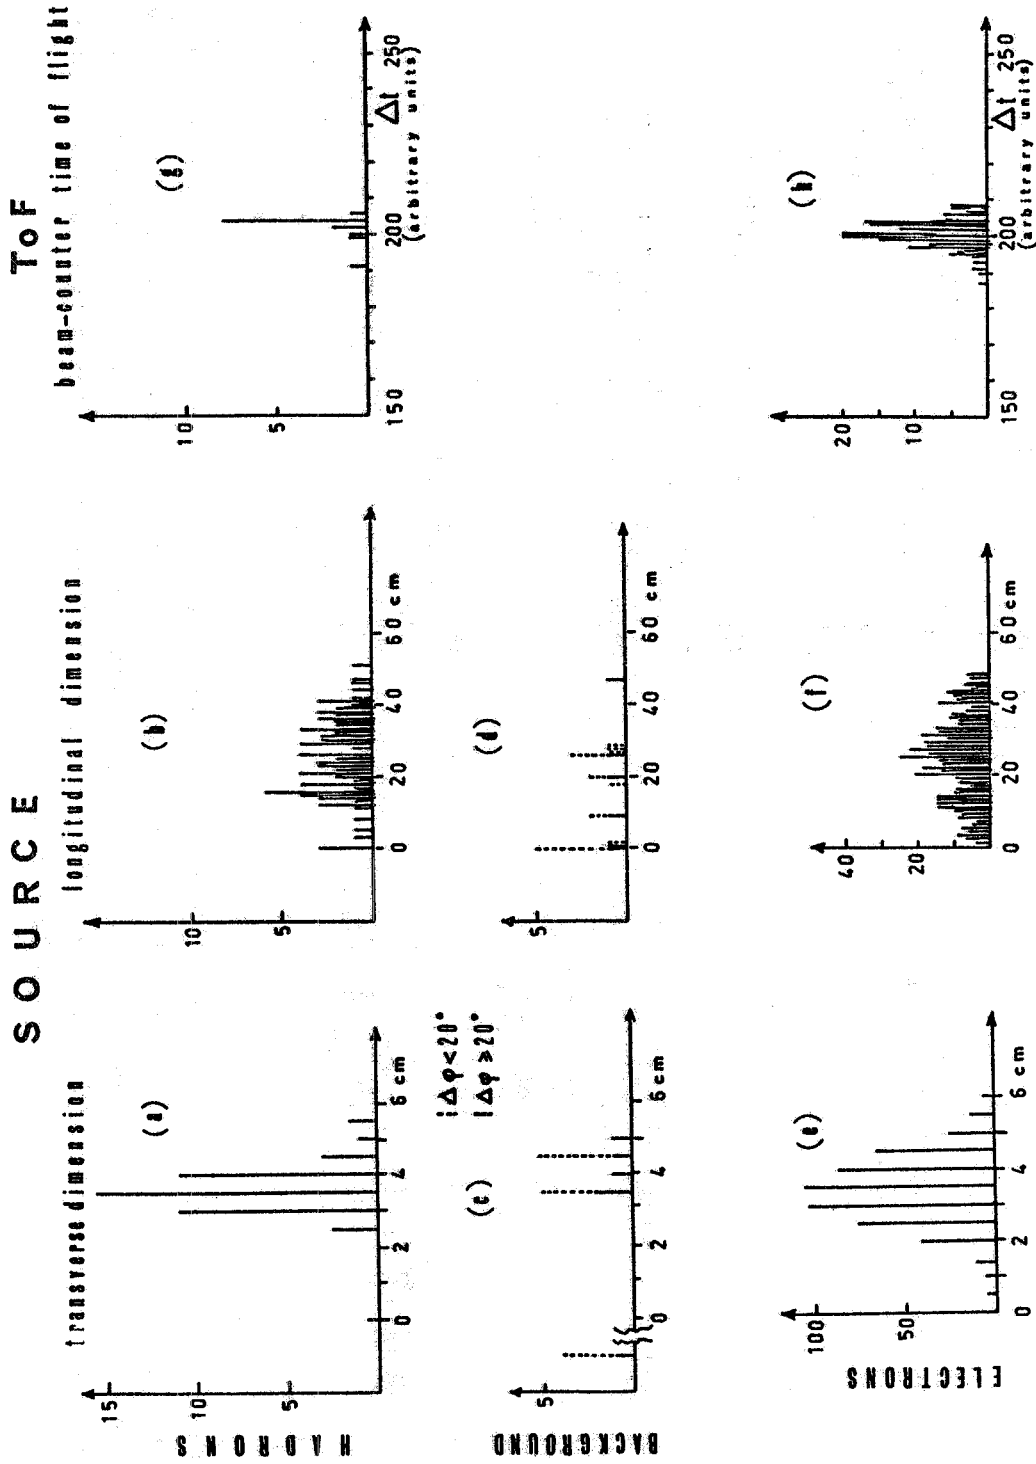 SOURCE
ToF
transverse dimension
longitudinal dimension
beam-counter time of flight
HADRONS
15
10
5
(a)
0
2
4
6 cm
10
5
(b)
0
20
40
60 cm
10
5
(g)
150
200
250
Δt
(arbitrary units)
BACKGROUND
5
(c)
|Δφ<20°
|Δφ≥20°
0
2
4
6 cm
5
(d)
0
20
40
60 cm
ELECTRONS
100
50
(e)
0
2
4
6 cm
40
20
(f)
0
20
40
60 cm
20
10
(h)
150
200
250
Δt
(arbitrary units)